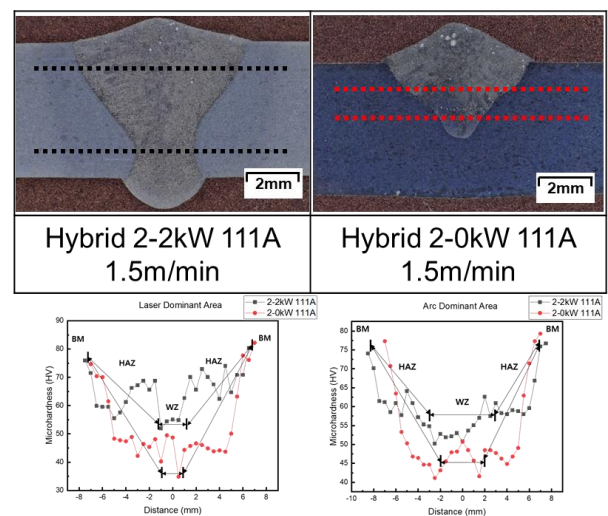 2mm
2mm
Hybrid 2-2kW 111A
1.5m/min
Hybrid 2-0kW 111A
1.5m/min
Laser Dominant Area
2-2kW 111A
2-0kW 111A
90
80
70
60
50
40
30
Microhardness (HV)
BM
HAZ
WZ
HAZ
BM
-8 -6 -4 -2 0 2 4 6 8
Distance (mm)
Arc Dominant Area
2-2kW 111A
2-0kW 111A
80
75
70
65
60
55
50
45
40
Microhardness (HV)
BM
HAZ
WZ
HAZ
BM
-10 -8 -6 -4 -2 0 2 4 6 8
Distance (mm)